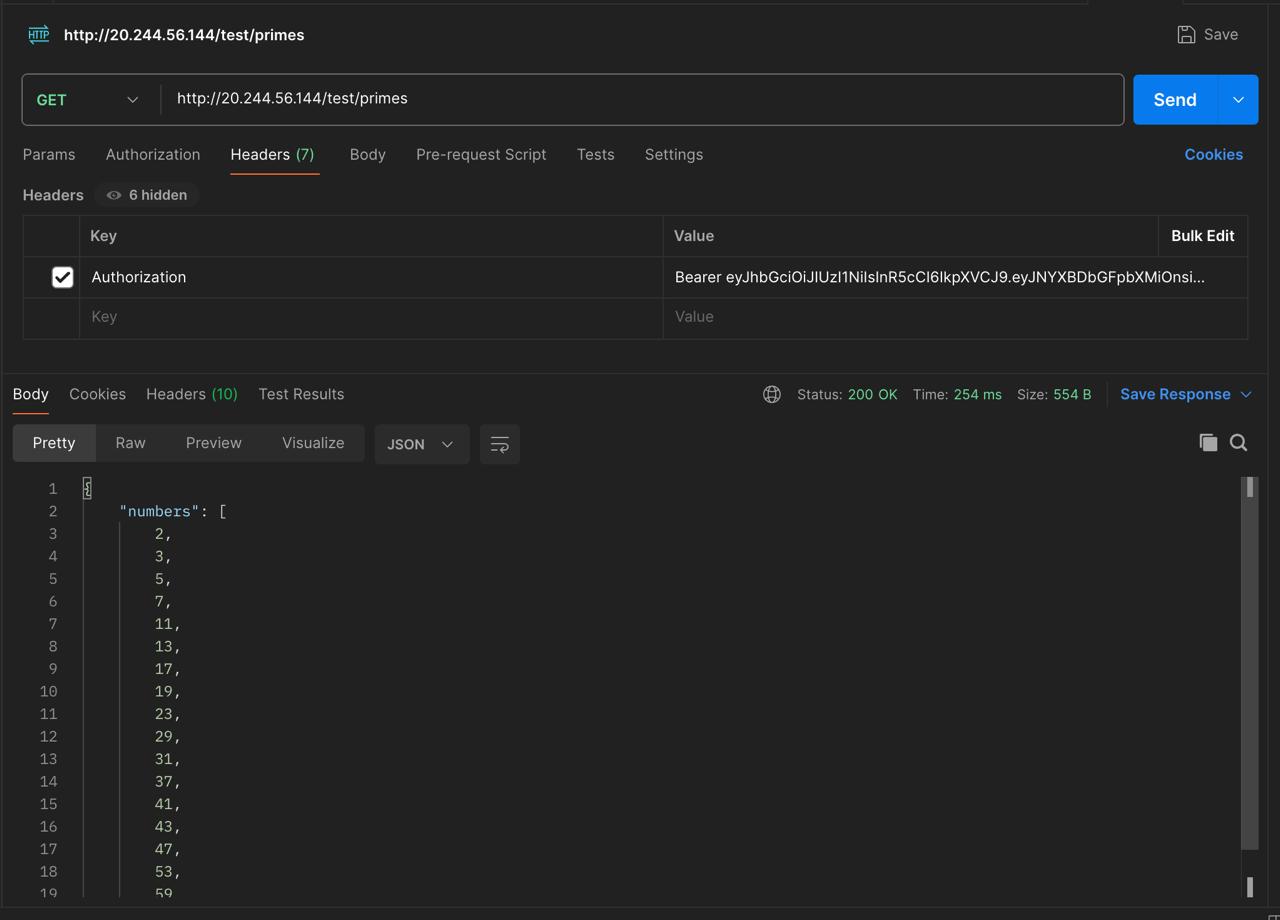 HTTP http://20.244.56.144/test/primes Save
GET http://20.244.56.144/test/primes Send
Params Authorization Headers (7) Body Pre-request Script Tests Settings Cookies
Headers 6 hidden
Key Value Bulk Edit
Authorization Bearer eyJhbGciOiJIUzI1NiIsInR5cCI6IkpXVCJ9.eyJNYXBDbGFpbXMiOnsi...
Key Value
Body Cookies Headers (10) Test Results Status: 200 OK Time: 254 ms Size: 554 B Save Response
Pretty Raw Preview Visualize JSON
1 {
2 "numbers": [
3 2,
4 3,
5 5,
6 7,
7 11,
8 13,
9 17,
10 19,
11 23,
12 29,
13 31,
14 37,
15 41,
16 43,
17 47,
18 53,
19 59